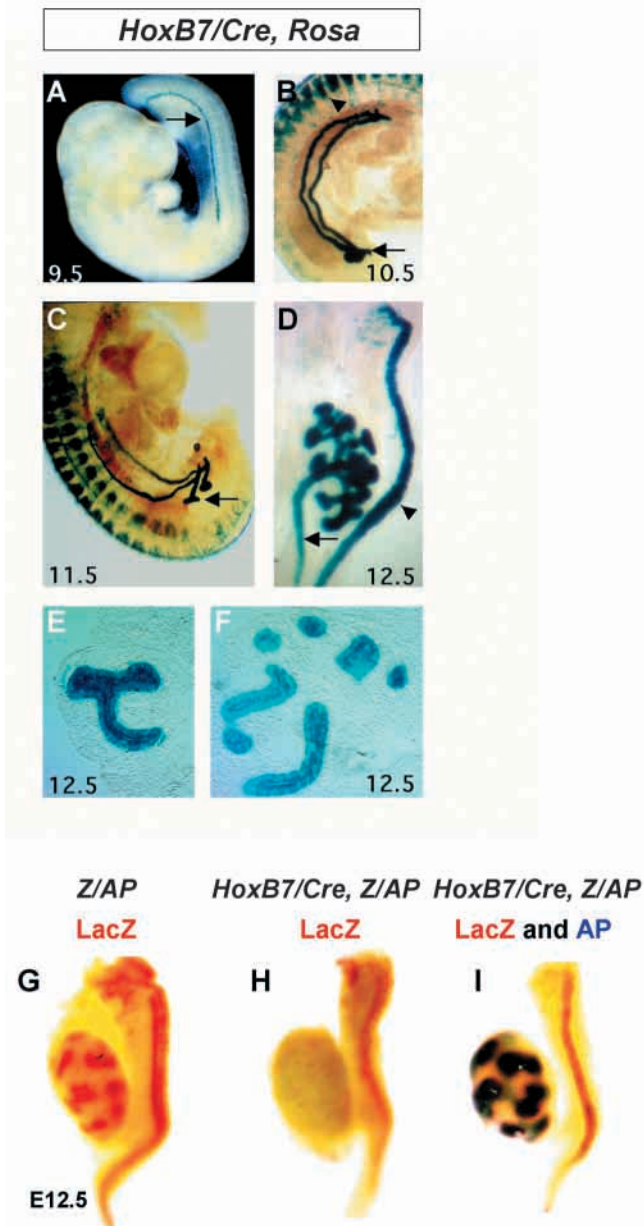 HoxB7/Cre, Rosa
A
9.5
B
10.5
C
11.5
D
12.5
E
12.5
F
12.5
Z/AP
LacZ
HoxB7/Cre, Z/AP
LacZ
HoxB7/Cre, Z/AP
LacZ and AP
G
E12.5
H
I